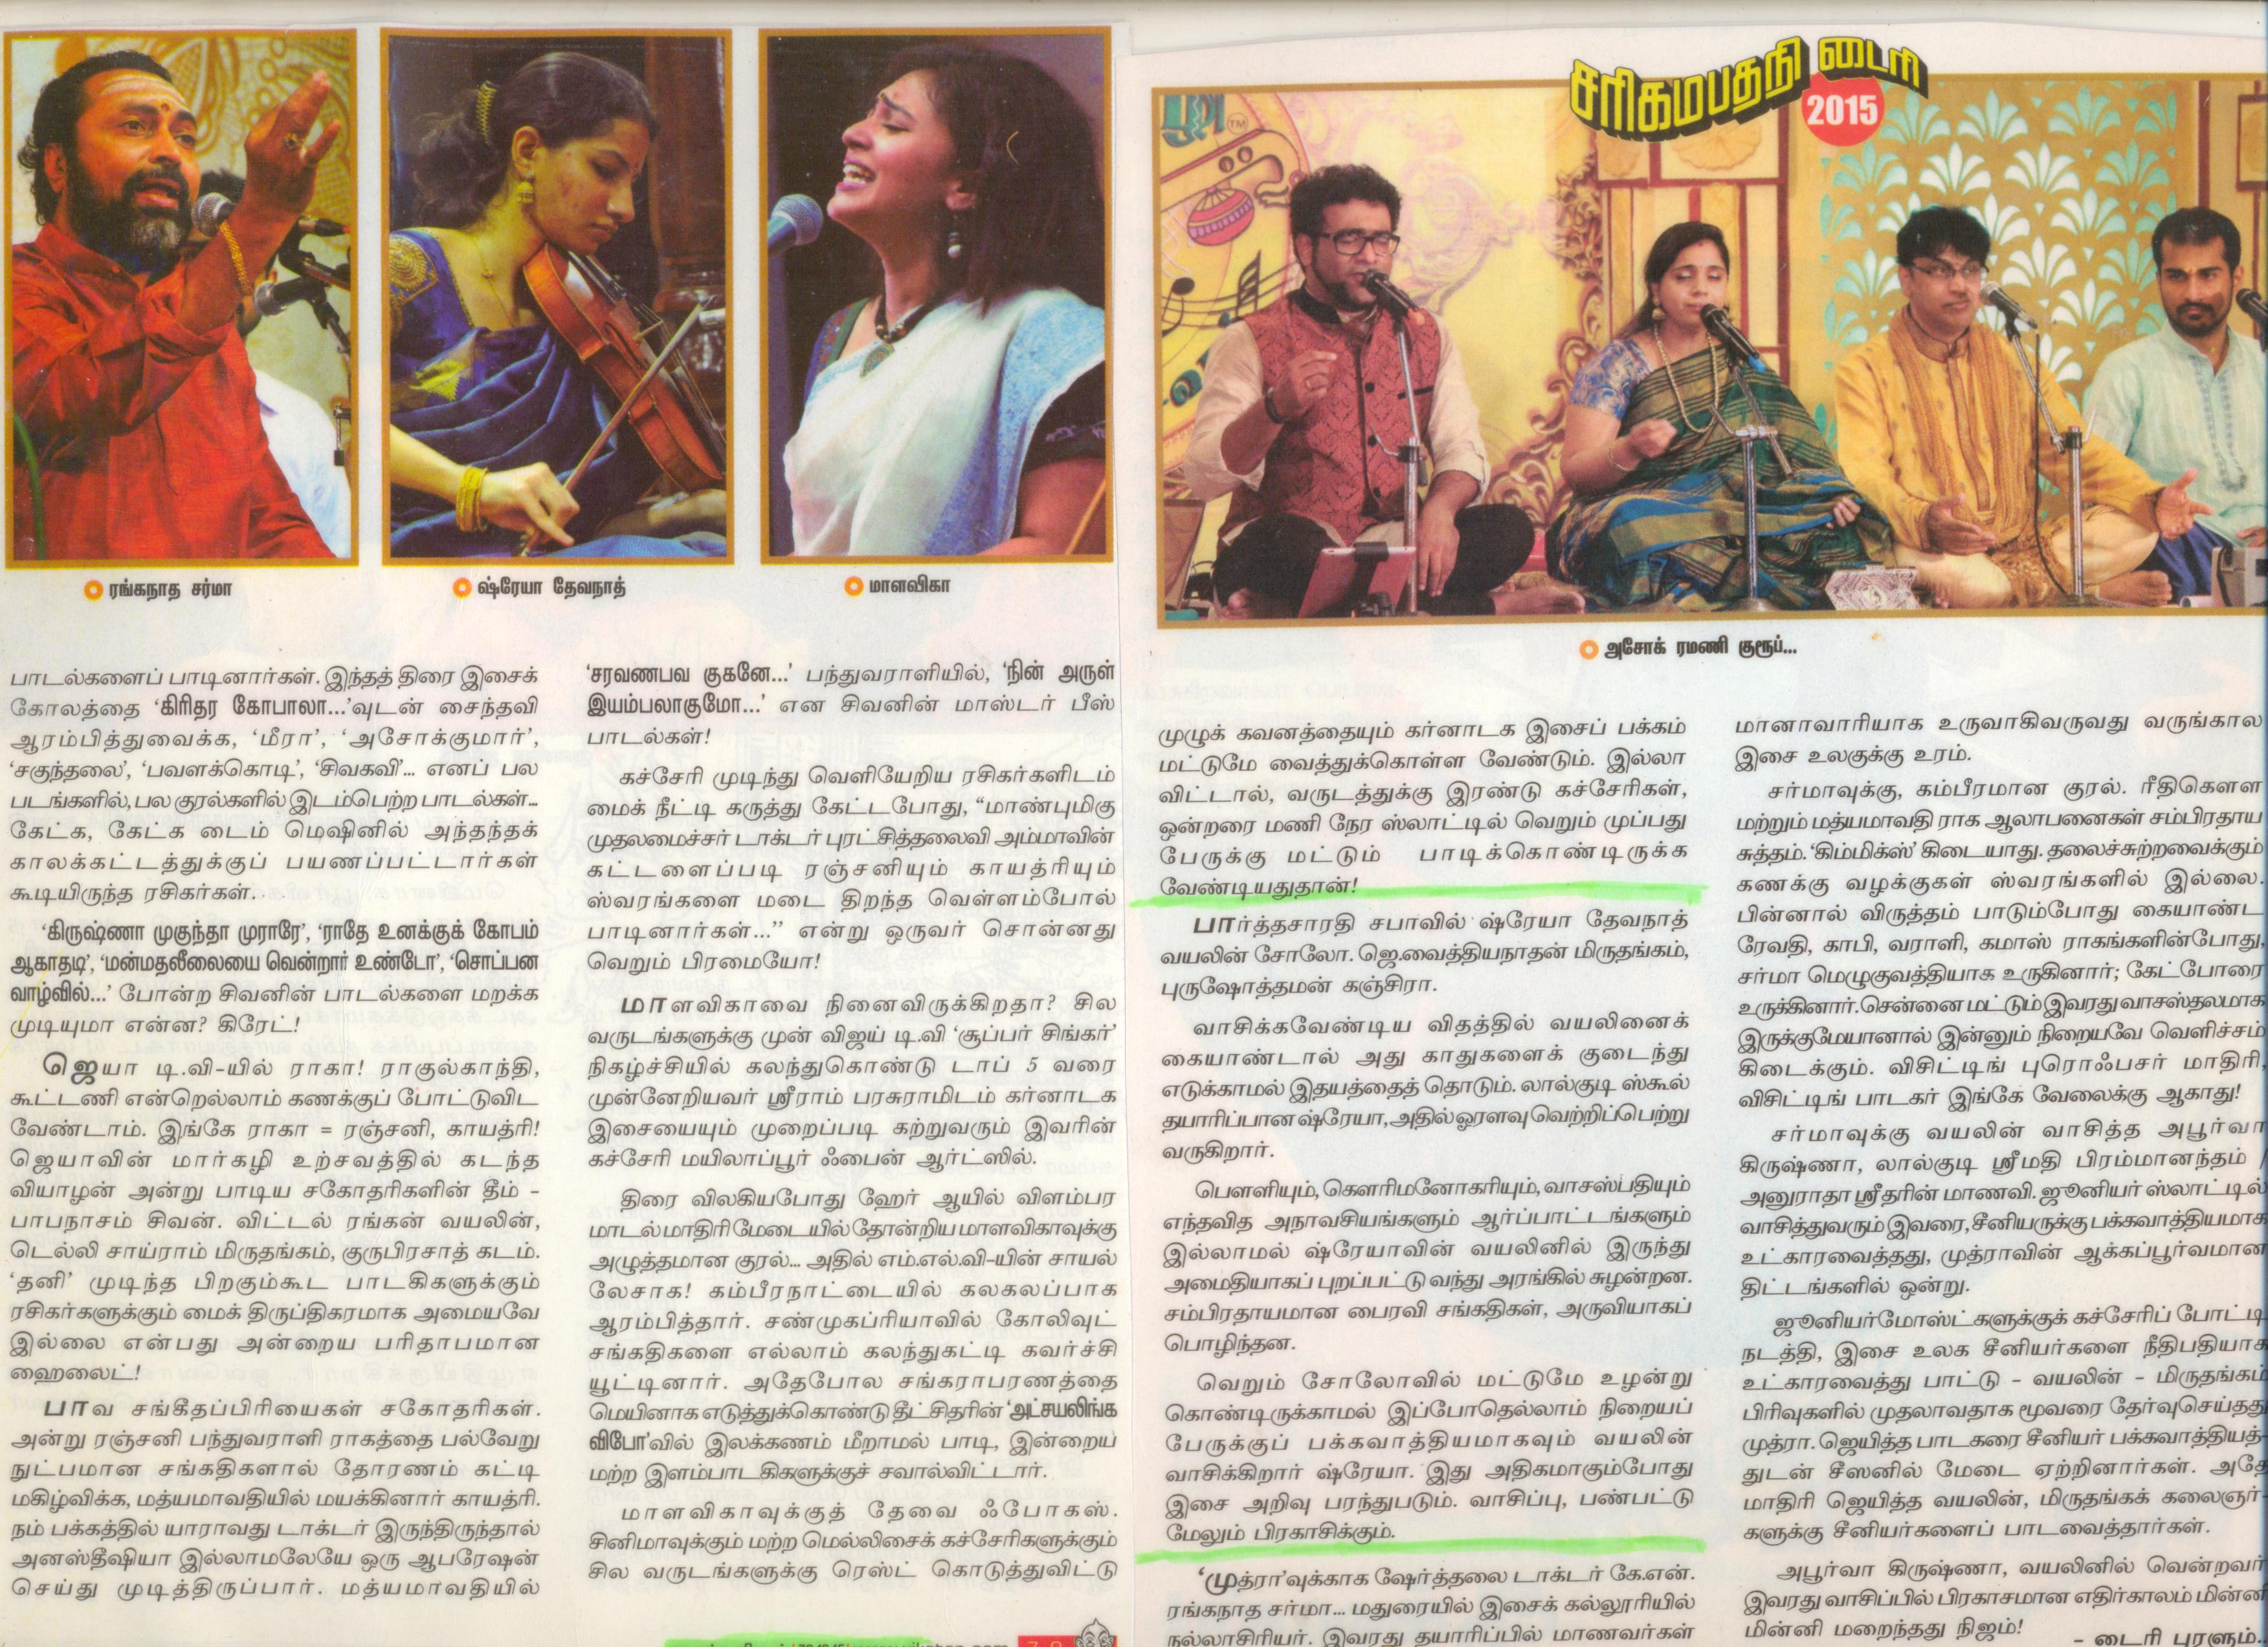 சரிகமபதநி டைரி
2015
ரங்கநாத சர்மா
ஷ்ரேயா தேவநாத்
மாளவிகா
அசோக் ரமணி குரூப்...
பாடல்களைப் பாடினார்கள். இந்தத் திரை இசைக்
கோலத்தை ‘கிரிதர கோபாலா...’வுடன் சைந்தவி
ஆரம்பித்துவைக்க, ‘மீரா’, ‘அசோக்குமார்’,
‘சகுந்தலை’, ‘பவளக்கொடி’, ‘சிவகவி’... எனப் பல
படங்களில், பல குரல்களில் இடம்பெற்ற பாடல்கள்...
கேட்க, கேட்க டைம் மெஷினில் அந்தந்தக்
காலக்கட்டத்துக்குப் பயணப்பட்டார்கள்
கூடியிருந்த ரசிகர்கள்.
‘கிருஷ்ணா முகுந்தா முராரே’, ‘ராதே உனக்குக் கோபம்
ஆகாதடி’, ‘மன்மதலீலையை வென்றார் உண்டோ’, ‘சொப்பன
வாழ்வில்...’ போன்ற சிவனின் பாடல்களை மறக்க
முடியுமா என்ன? கிரேட்!
ஜெயா டி.வி-யில் ராகா! ராகுல்காந்தி,
கூட்டணி என்றெல்லாம் கணக்குப் போட்டுவிட
வேண்டாம். இங்கே ராகா = ரஞ்சனி, காயத்ரி!
ஜெயாவின் மார்கழி உற்சவத்தில் கடந்த
வியாழன் அன்று பாடிய சகோதரிகளின் தீம் -
பாபநாசம் சிவன். விட்டல் ரங்கன் வயலின்,
டெல்லி சாய்ராம் மிருதங்கம், குருபிரசாத் கடம்.
‘தனி’ முடிந்த பிறகும்கூட பாடகிகளுக்கும்
ரசிகர்களுக்கும் மைக் திருப்திகரமாக அமையவே
இல்லை என்பது அன்றைய பரிதாபமான
ஹைலைட்!
பாவ சங்கீதப்பிரியைகள் சகோதரிகள்.
அன்று ரஞ்சனி பந்துவராளி ராகத்தை பல்வேறு
நுட்பமான சங்கதிகளால் தோரணம் கட்டி
மகிழ்விக்க, மத்யமாவதியில் மயக்கினார் காயத்ரி.
நம் பக்கத்தில் யாராவது டாக்டர் இருந்திருந்தால்
அனஸ்தீஷியா இல்லாமலேயே ஒரு ஆபரேஷன்
செய்து முடித்திருப்பார். மத்யமாவதியில்
‘சரவணபவ குகனே...’ பந்துவராளியில், ‘நின் அருள்
இயம்பலாகுமோ...’ என சிவனின் மாஸ்டர் பீஸ்
பாடல்கள்!
கச்சேரி முடிந்து வெளியேறிய ரசிகர்களிடம்
மைக் நீட்டி கருத்து கேட்டபோது, “மாண்புமிகு
முதலமைச்சர் டாக்டர் புரட்சித்தலைவி அம்மாவின்
கட்டளைப்படி ரஞ்சனியும் காயத்ரியும்
ஸ்வரங்களை மடை திறந்த வெள்ளம்போல்
பாடினார்கள்...” என்று ஒருவர் சொன்னது
வெறும் பிரமையோ!
மாளவிகாவை நினைவிருக்கிறதா? சில
வருடங்களுக்கு முன் விஜய் டி.வி ‘சூப்பர் சிங்கர்’
நிகழ்ச்சியில் கலந்துகொண்டு டாப் 5 வரை
முன்னேறியவர் ஸ்ரீராம் பரசுராமிடம் கர்னாடக
இசையையும் முறைப்படி கற்றுவரும் இவரின்
கச்சேரி மயிலாப்பூர் ஃபைன் ஆர்ட்ஸில்.
திரை விலகியபோது ஹேர் ஆயில் விளம்பர
மாடல் மாதிரி மேடையில் தோன்றிய மாளவிகாவுக்கு
அழுத்தமான குரல்... அதில் எம்.எல்.வி-யின் சாயல்
லேசாக! கம்பீரநாட்டையில் கலகலப்பாக
ஆரம்பித்தார். சண்முகப்ரியாவில் கோலிவுட்
சங்கதிகளை எல்லாம் கலந்துகட்டி கவர்ச்சி
யூட்டினார். அதேபோல சங்கராபரணத்தை
மெயினாக எடுத்துக்கொண்டு தீட்சிதரின் ‘அட்சயலிங்க
விபோ’வில் இலக்கணம் மீறாமல் பாடி, இன்றைய
மற்ற இளம்பாடகிகளுக்குச் சவால்விட்டார்.
மாளவிகாவுக்குத் தேவை ஃபோகஸ்.
சினிமாவுக்கும் மற்ற மெல்லிசைக் கச்சேரிகளுக்கும்
சில வருடங்களுக்கு ரெஸ்ட் கொடுத்துவிட்டு
முழுக் கவனத்தையும் கர்னாடக இசைப் பக்கம்
மட்டுமே வைத்துக்கொள்ள வேண்டும். இல்லா
விட்டால், வருடத்துக்கு இரண்டு கச்சேரிகள்,
ஒன்றரை மணி நேர ஸ்லாட்டில் வெறும் முப்பது
பேருக்கு மட்டும் பாடிக்கொண்டிருக்க
வேண்டியதுதான்!
பார்த்தசாரதி சபாவில் ஷ்ரேயா தேவநாத்
வயலின் சோலோ. ஜெ.வைத்தியநாதன் மிருதங்கம்,
புருஷோத்தமன் கஞ்சிரா.
வாசிக்கவேண்டிய விதத்தில் வயலினைக்
கையாண்டால் அது காதுகளைக் குடைந்து
எடுக்காமல் இதயத்தைத் தொடும். லால்குடி ஸ்கூல்
தயாரிப்பான ஷ்ரேயா, அதில் ஓரளவு வெற்றிப்பெற்று
வருகிறார்.
பௌளியும், கௌரிமனோகரியும், வாசஸ்பதியும்
எந்தவித அநாவசியங்களும் ஆர்ப்பாட்டங்களும்
இல்லாமல் ஷ்ரேயாவின் வயலினில் இருந்து
அமைதியாகப் புறப்பட்டு வந்து அரங்கில் சுழன்றன.
சம்பிரதாயமான பைரவி சங்கதிகள், அருவியாகப்
பொழிந்தன.
வெறும் சோலோவில் மட்டுமே உழன்று
கொண்டிருக்காமல் இப்போதெல்லாம் நிறையப்
பேருக்குப் பக்கவாத்தியமாகவும் வயலின்
வாசிக்கிறார் ஷ்ரேயா. இது அதிகமாகும்போது
இசை அறிவு பரந்துபடும். வாசிப்பு, பண்பட்டு
மேலும் பிரகாசிக்கும்.
‘முத்ரா’வுக்காக ஷேர்த்தலை டாக்டர் கே.என்.
ரங்கநாத சர்மா... மதுரையில் இசைக் கல்லூரியில்
நல்லாசிரியர். இவரது தயாரிப்பில் மாணவர்கள்
மானாவாரியாக உருவாகிவருவது வருங்கால
இசை உலகுக்கு உரம்.
சர்மாவுக்கு, கம்பீரமான குரல். ரீதிகௌள
மற்றும் மத்யமாவதி ராக ஆலாபனைகள் சம்பிரதாய
சுத்தம். ‘கிம்மிக்ஸ்’ கிடையாது. தலைச்சுற்றவைக்கும்
கணக்கு வழக்குகள் ஸ்வரங்களில் இல்லை.
பின்னால் விருத்தம் பாடும்போது கையாண்ட
ரேவதி, காபி, வராளி, கமாஸ் ராகங்களின்போது,
சர்மா மெழுகுவத்தியாக உருகினார்; கேட்போரை
உருக்கினார். சென்னை மட்டும் இவரது வாசஸ்தலமாக
இருக்குமேயானால் இன்னும் நிறையவே வெளிச்சம்
கிடைக்கும். விசிட்டிங் புரொஃபசர் மாதிரி,
விசிட்டிங் பாடகர் இங்கே வேலைக்கு ஆகாது!
சர்மாவுக்கு வயலின் வாசித்த அபூர்வா
கிருஷ்ணா, லால்குடி ஸ்ரீமதி பிரம்மானந்தம் /
அனுராதா ஸ்ரீதரின் மாணவி. ஜூனியர் ஸ்லாட்டில்
வாசித்துவரும் இவரை, சீனியருக்கு பக்கவாத்தியமாக
உட்காரவைத்தது, முத்ராவின் ஆக்கப்பூர்வமான
திட்டங்களில் ஒன்று.
ஜூனியர்மோஸ்ட்களுக்குக் கச்சேரிப் போட்டி
நடத்தி, இசை உலக சீனியர்களை நீதிபதியாக
உட்காரவைத்து பாட்டு - வயலின் - மிருதங்கம்
பிரிவுகளில் முதலாவதாக மூவரை தேர்வுசெய்தது
முத்ரா. ஜெயித்த பாடகரை சீனியர் பக்கவாத்தியத்-
துடன் சீஸனில் மேடை ஏற்றினார்கள். அதே
மாதிரி ஜெயித்த வயலின், மிருதங்கக் கலைஞர்-
களுக்கு சீனியர்களைப் பாடவைத்தார்கள்.
அபூர்வா கிருஷ்ணா, வயலினில் வென்றவர்
இவரது வாசிப்பில் பிரகாசமான எதிர்காலம் மின்னி
மின்னி மறைந்தது நிஜம்!
- டைரி புரளும்..